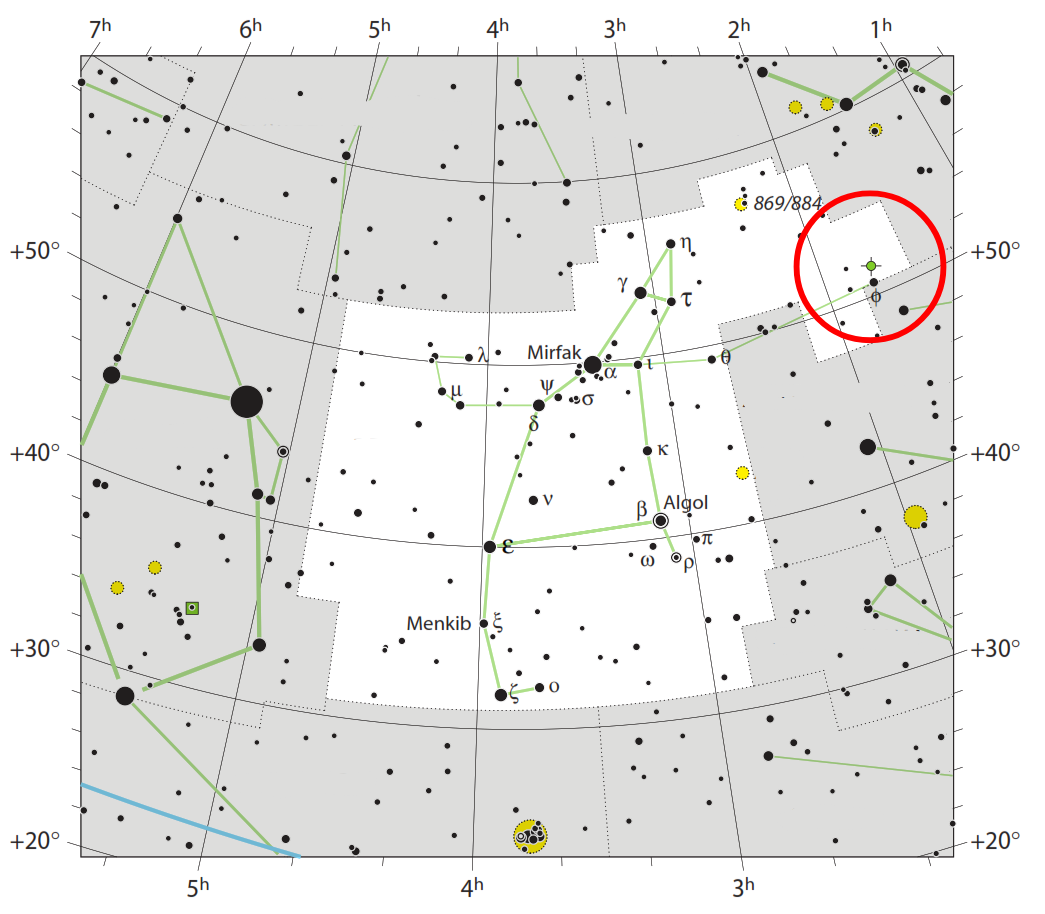 7h 6h 5h 4h 3h 2h 1h
869/884
+50° +50°
η
γ τ
ϕ
Mirfak α ι θ
λ
ψ
μ σ
δ
κ
+40° +40°
ν
β Algol
ε π
ω ρ
Menkib ξ
+30° +30°
ζ ο
+20° +20°
5h 4h 3h